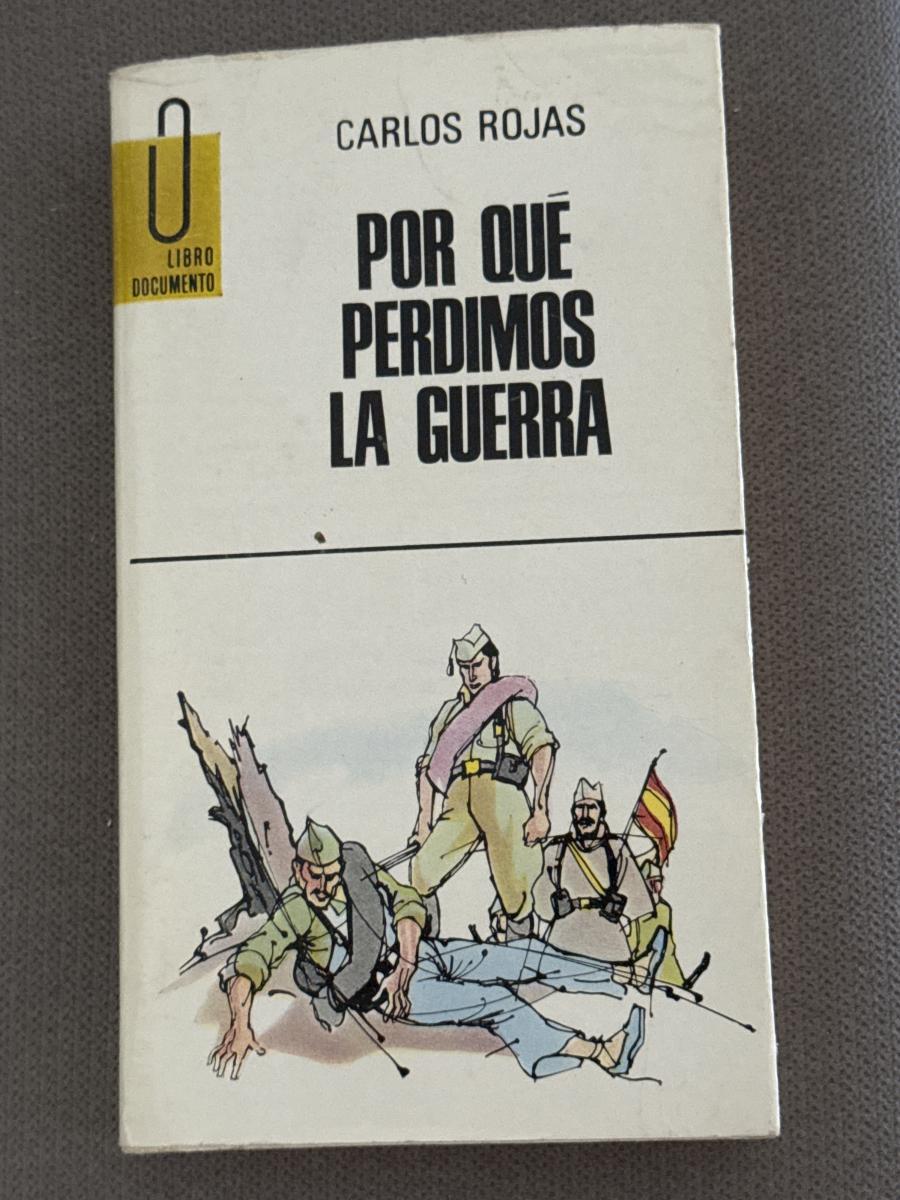 CARLOS ROJAS
LIBRO
DOCUMENTO
POR QUÉ
PERDIMOS
LA GUERRA